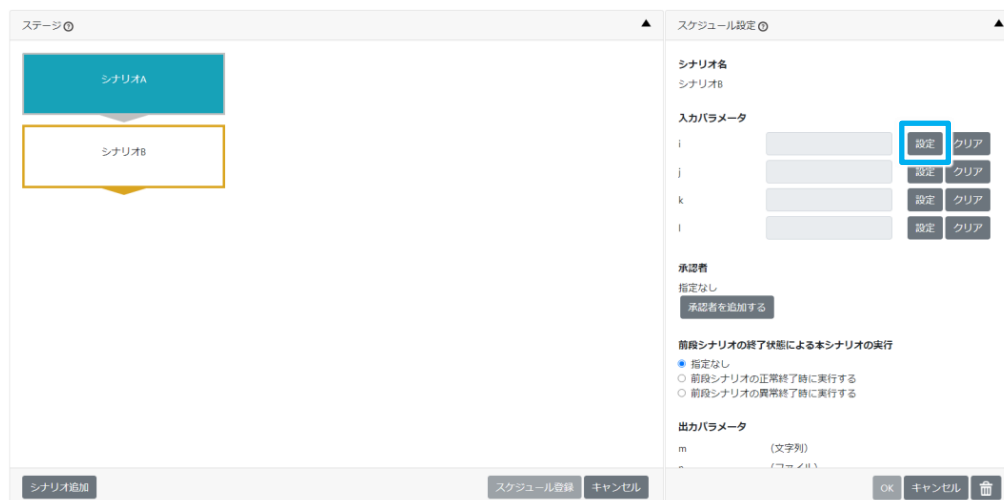 ステージ
シナリオA
シナリオB
シナリオ追加
スケジュール登録
キャンセル
スケジュール設定
シナリオ名
シナリオB
入力パラメータ
i 設定 クリア
j 設定 クリア
k 設定 クリア
l 設定 クリア
承認者
指定なし
承認者を追加する
前段シナリオの終了状態による本シナリオの実行
指定なし
前段シナリオの正常終了時に実行する
前段シナリオの異常終了時に実行する
出力パラメータ
m (文字列)
OK キャンセル